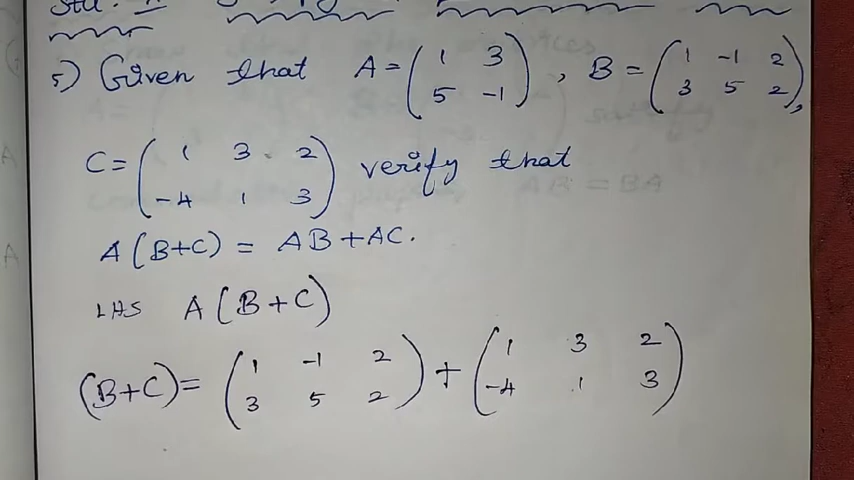 5) Given that A = ( 1 3 , B = ( 1 -1 2
5 -1 ) 3 5 2 ),
C = ( 1 3 2 verify that
-4 1 3 )
A(B+C) = AB+AC.
LHS A(B+C)
(B+C) = ( 1 -1 2 + ( 1 3 2
3 5 2 ) -4 1 3 )